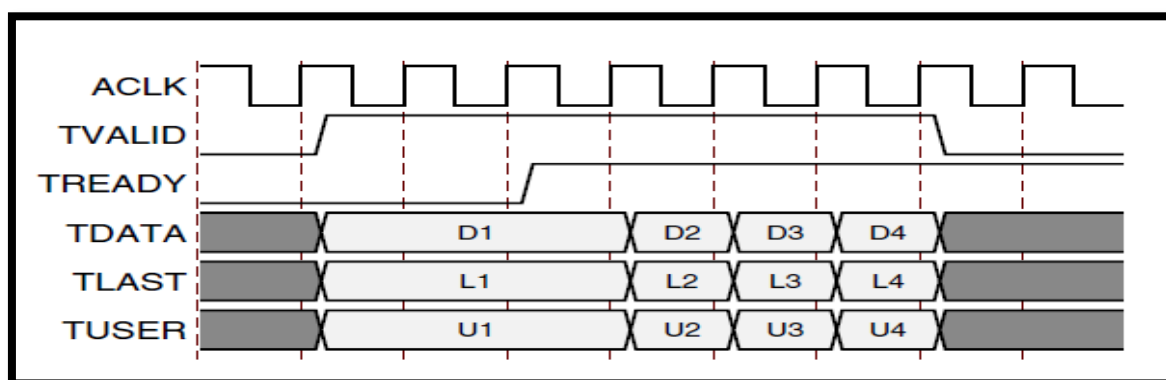 ACLK
TVALID
TREADY
TDATA D1 D2 D3 D4
TLAST L1 L2 L3 L4
TUSER U1 U2 U3 U4